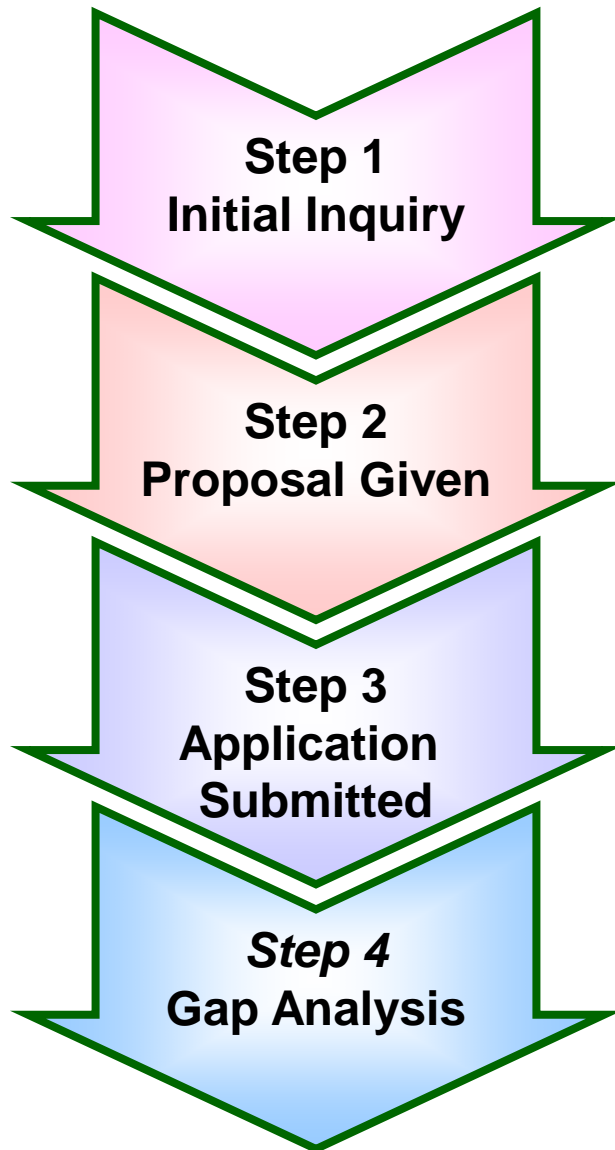 Step 1
Initial Inquiry
Step 2
Proposal Given
Step 3
Application
Submitted
Step 4
Gap Analysis